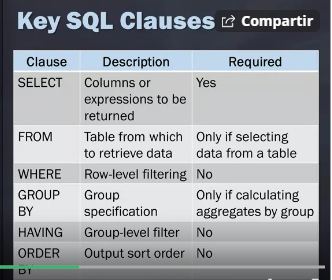 Key SQL Clauses
Compartir
Clause Description Required
SELECT Columns or Yes
expressions to be
returned
FROM Table from which Only if selecting
to retrieve data data from a table
WHERE Row-level filtering No
GROUP Group Only if calculating
BY specification aggregates by group
HAVING Group-level filter No
ORDER Output sort order No
BY